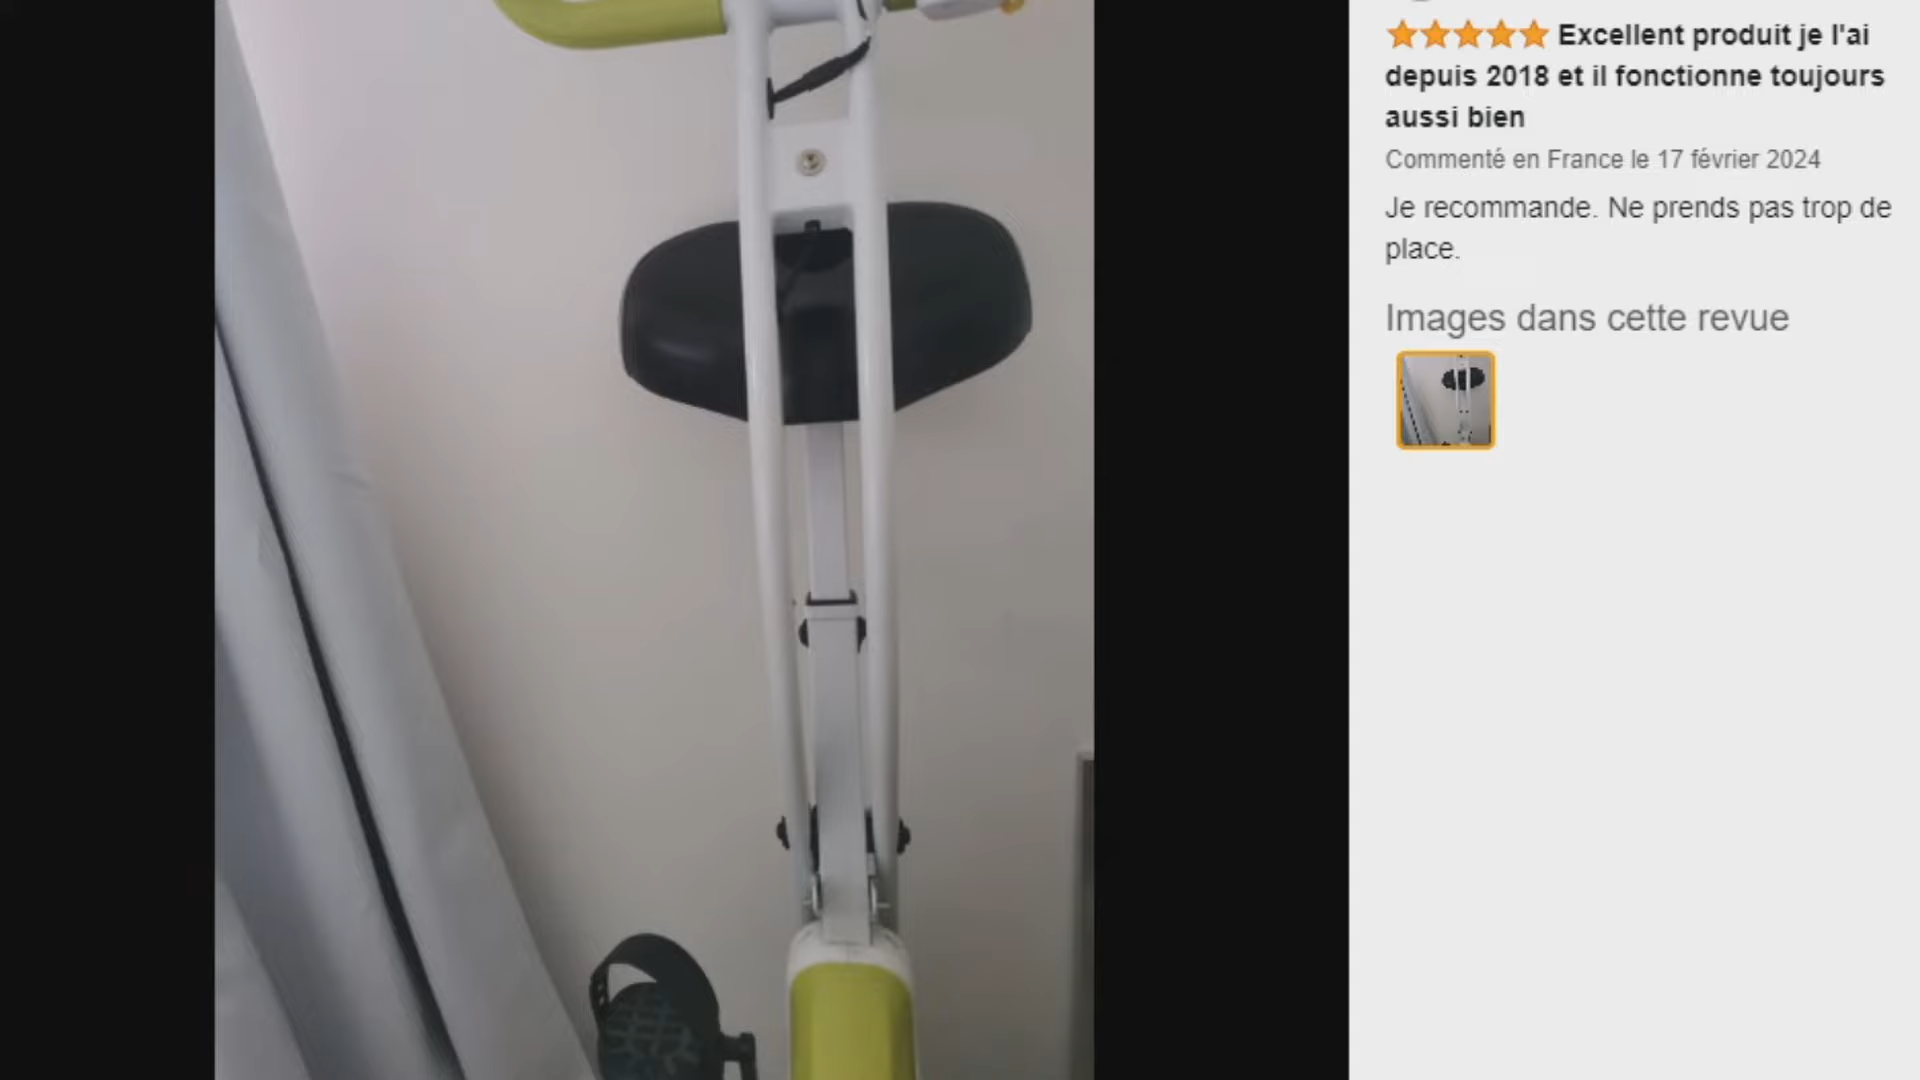 Excellent produit je l'ai
depuis 2018 et il fonctionne toujours
aussi bien
Commenté en France le 17 février 2024
Je recommande. Ne prends pas trop de
place.
Images dans cette revue